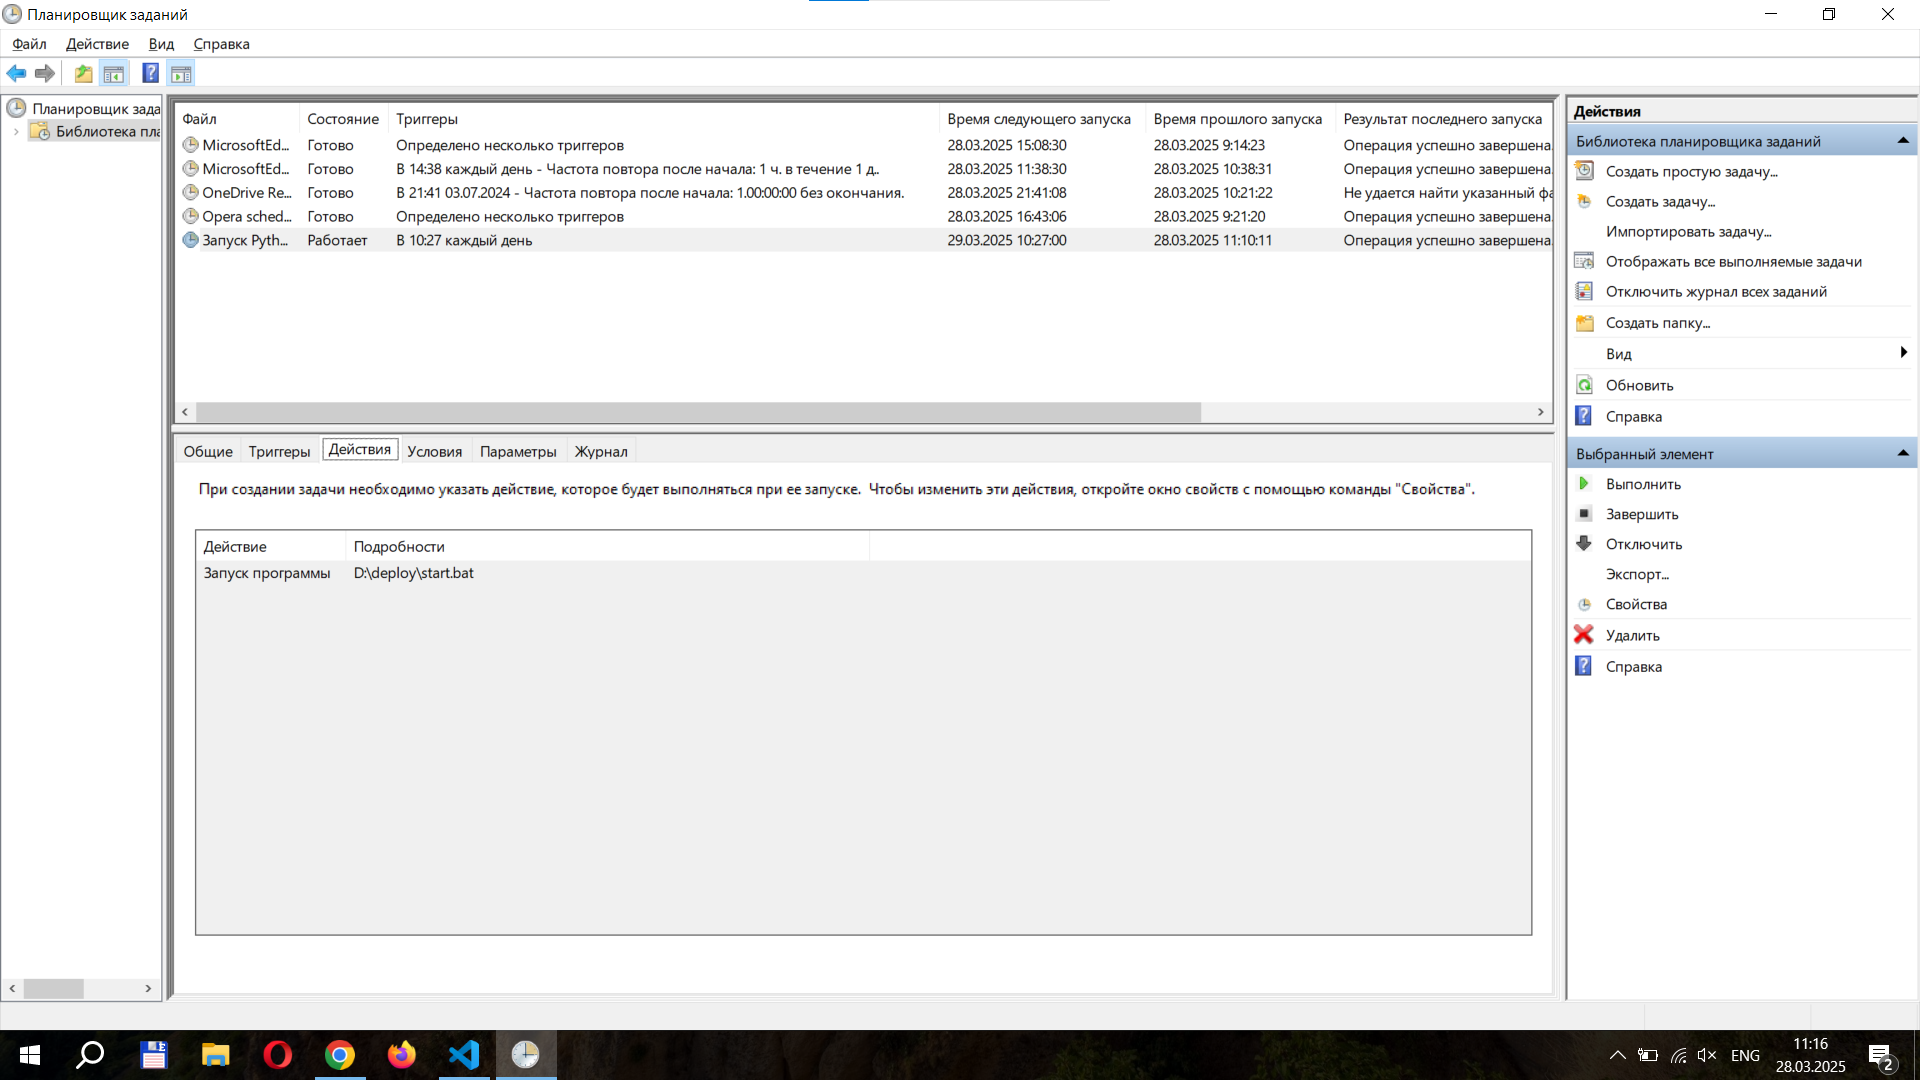 Планировщик заданий
Файл Действие Вид Справка
Планировщик зада
Библиотека пла
Файл Состояние Триггеры Время следующего запуска Время прошлого запуска Результат последнего запуска
MicrosoftEd... Готово Определено несколько триггеров 28.03.2025 15:08:30 28.03.2025 9:14:23 Операция успешно завершена.
MicrosoftEd... Готово В 14:38 каждый день - Частота повтора после начала: 1 ч. в течение 1 д.. 28.03.2025 11:38:30 28.03.2025 10:38:31 Операция успешно завершена.
OneDrive Re... Готово В 21:41 03.07.2024 - Частота повтора после начала: 1.00:00:00 без окончания. 28.03.2025 21:41:08 28.03.2025 10:21:22 Не удается найти указанный фа
Opera sched... Готово Определено несколько триггеров 28.03.2025 16:43:06 28.03.2025 9:21:20 Операция успешно завершена.
Запуск Pyth... Работает В 10:27 каждый день 29.03.2025 10:27:00 28.03.2025 11:10:11 Операция успешно завершена.
Общие Триггеры Действия Условия Параметры Журнал
При создании задачи необходимо указать действие, которое будет выполняться при ее запуске. Чтобы изменить эти действия, откройте окно свойств с помощью команды "Свойства".
Действие Подробности
Запуск программы D:\deploy\start.bat
Действия
Библиотека планировщика заданий
Создать простую задачу...
Создать задачу...
Импортировать задачу...
Отображать все выполняемые задачи
Отключить журнал всех заданий
Создать папку...
Вид
Обновить
Справка
Выбранный элемент
Выполнить
Завершить
Отключить
Экспорт...
Свойства
Удалить
Справка
ENG
11:16
28.03.2025
2